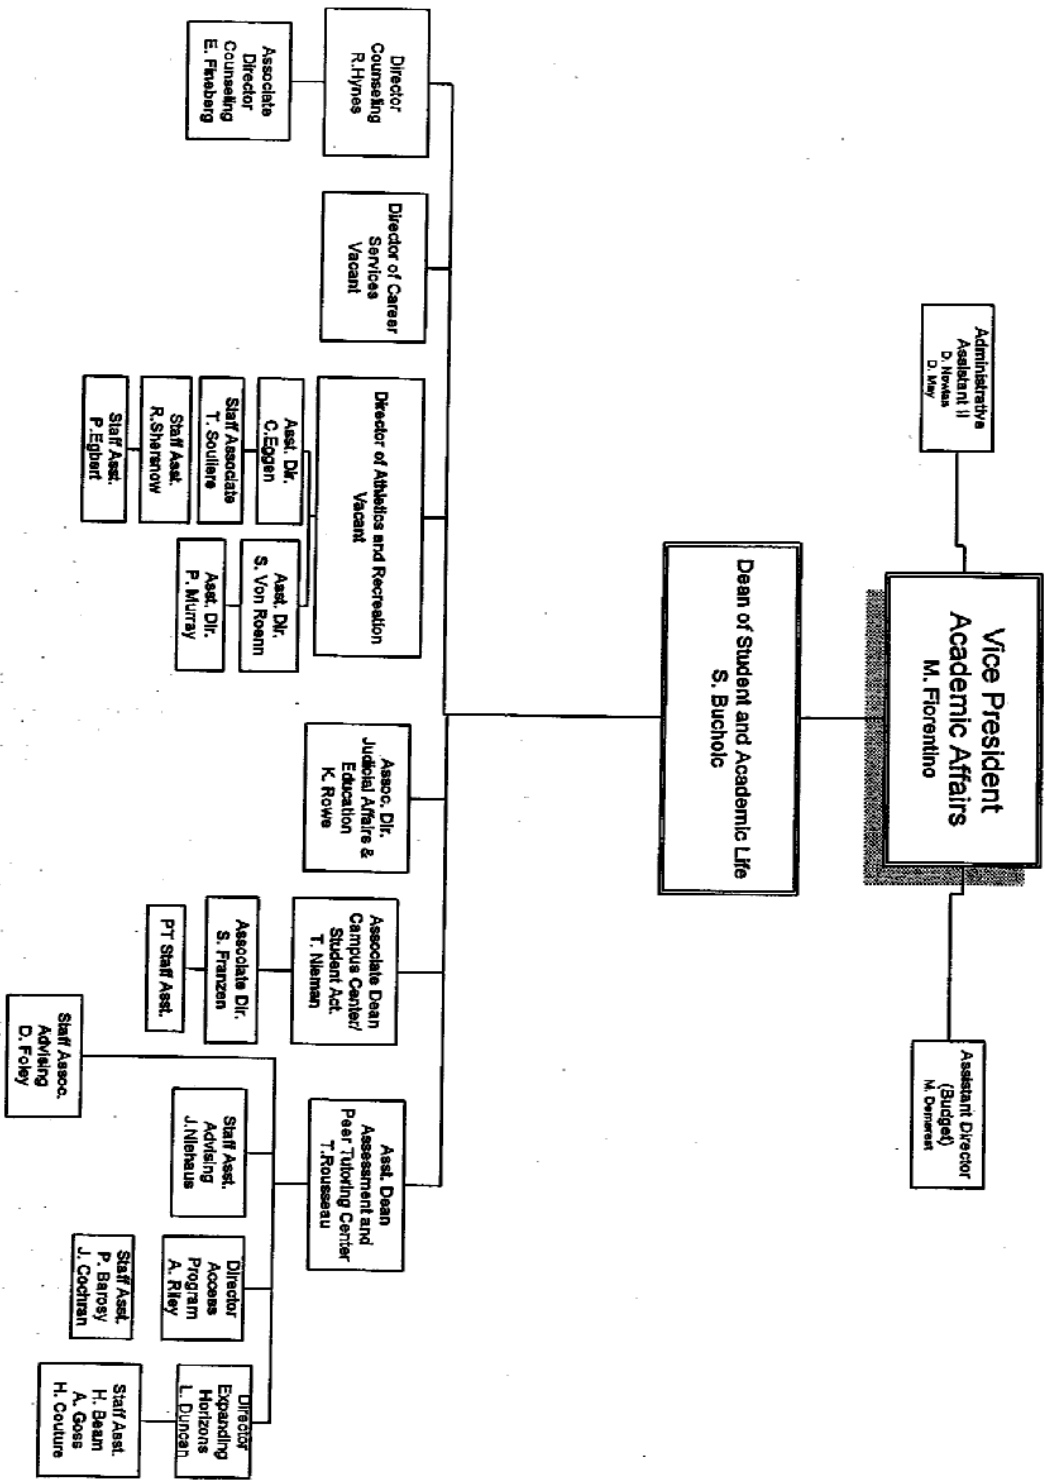 Vice President
Academic Affairs
M. Fiorentino
Administrative
Assistant II
D. May
Assistant Director
(Budget)
M. Demerest
Dean of Student and Academic Life
S. Bucholc
Director
Counseling
R.Hynes
Associate
Director
Counseling
E. Fineberg
Director of Career
Services
Vacant
Director of Athletics and Recreation
Vacant
Asst. Dir.
C.Eggen
Staff Associate
T. Souliere
Staff Asst.
R.Shersnow
Staff Asst.
P.Egbert
Asst. Dir.
S. Von Roenn
Asst. Dir.
P. Murray
Assoc. Dir.
Judicial Affairs &
Education
K. Rowe
Associate Dean
Campus Center/
Student Act.
T. Nieman
Associate Dir.
S. Franzen
PT Staff Asst.
Asst. Dean
Assessment and
Peer Tutoring Center
T.Rousseau
Staff Assoc.
Advising
D. Foley
Staff Asst.
Advising
J.Niehaus
Director
Access
Program
A. Riley
Staff Asst.
P. Barosy
J. Cochran
Director
Expanding
Horizons
L. Duncan
Staff Asst.
H. Beam
A. Goss
H. Couture